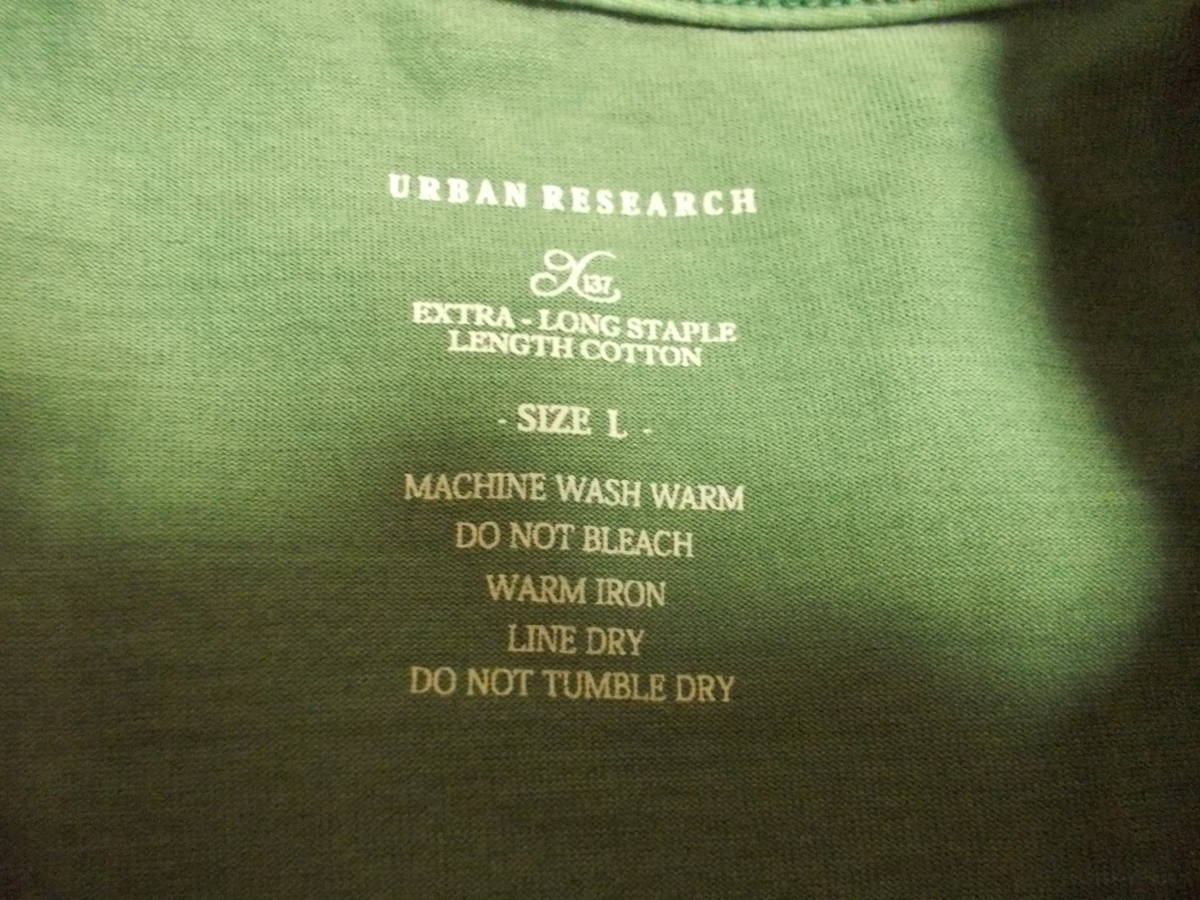 URBAN RESEARCH
X137
EXTRA - LONG STAPLE
LENGTH COTTON
- SIZE L -
MACHINE WASH WARM
DO NOT BLEACH
WARM IRON
LINE DRY
DO NOT TUMBLE DRY